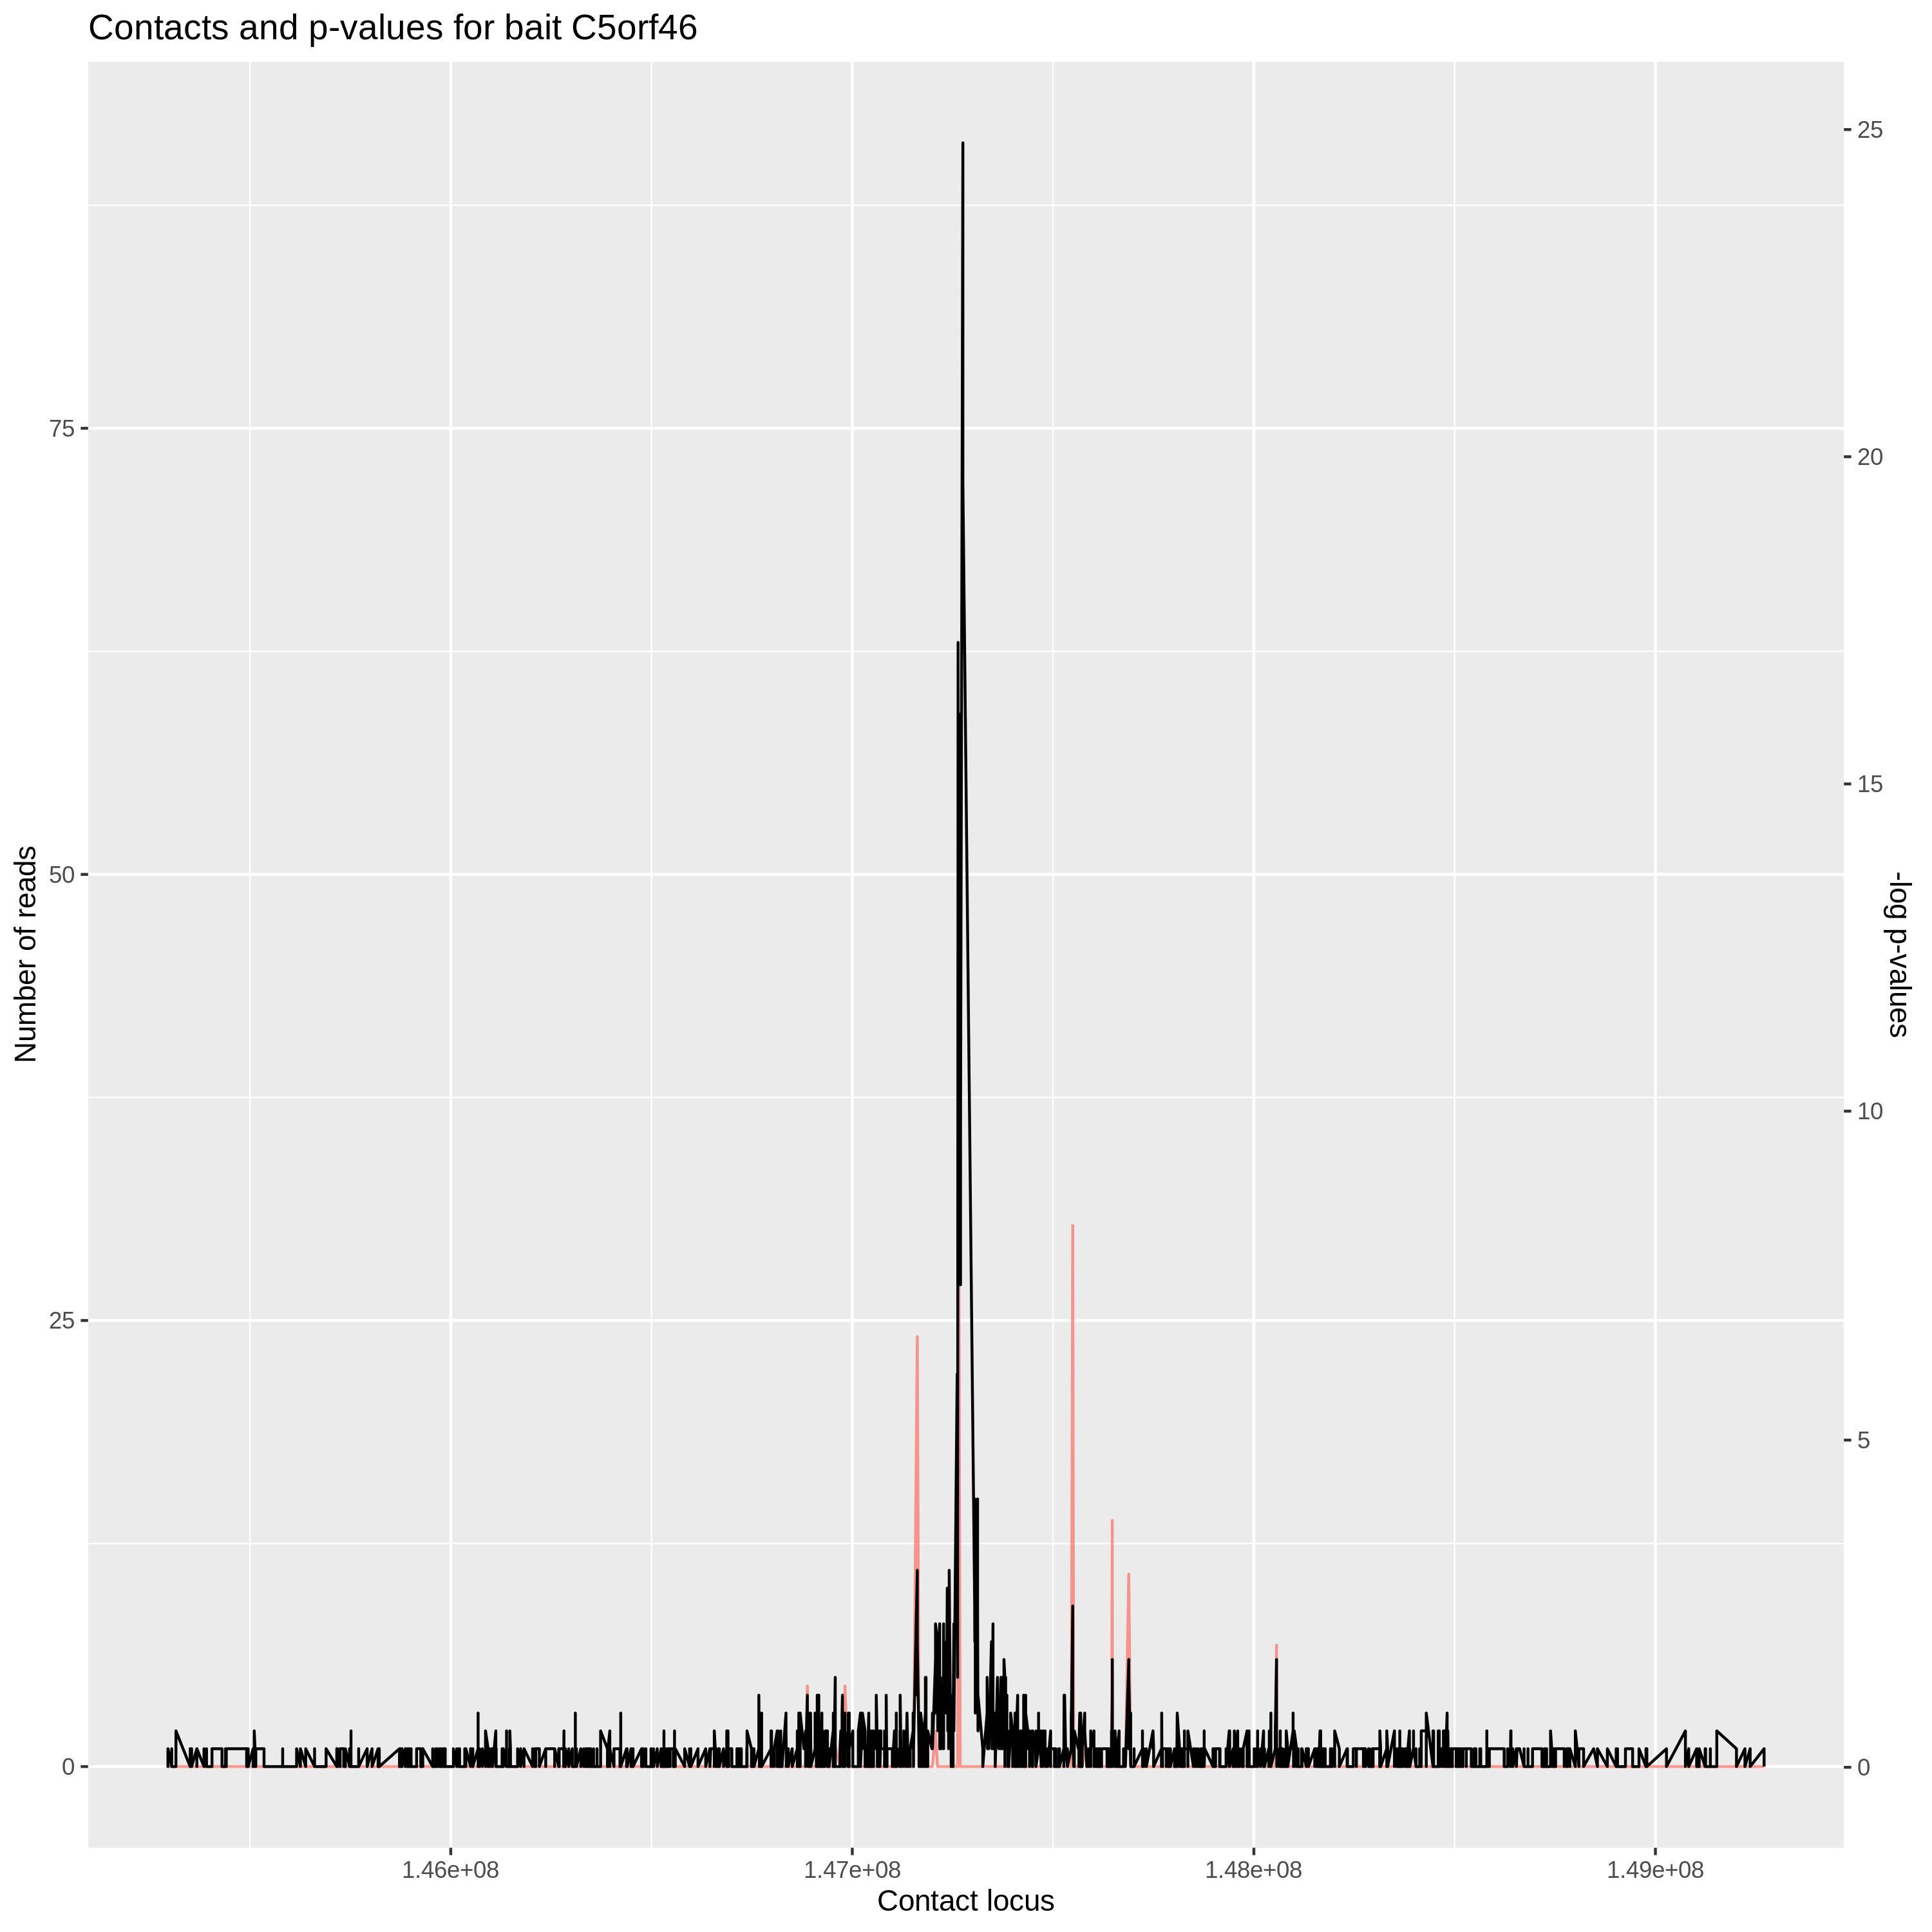 Contacts and p-values for bait C5orf46
Number of reads
75
50
25
0
25
20
15
10
5
0
-log p-values
1.46e+08 1.47e+08 1.48e+08 1.49e+08
Contact locus